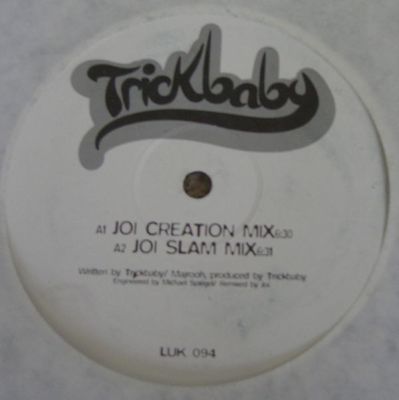 Trickbaby
A1 JOI CREATION MIX 6:30
A2 JOI SLAM MIX 6:31
Written by Trickbaby/ Majrooh, produced by Trickbaby
Engineered by Michael Spiegel/ Remixed by Joi
LUK 094